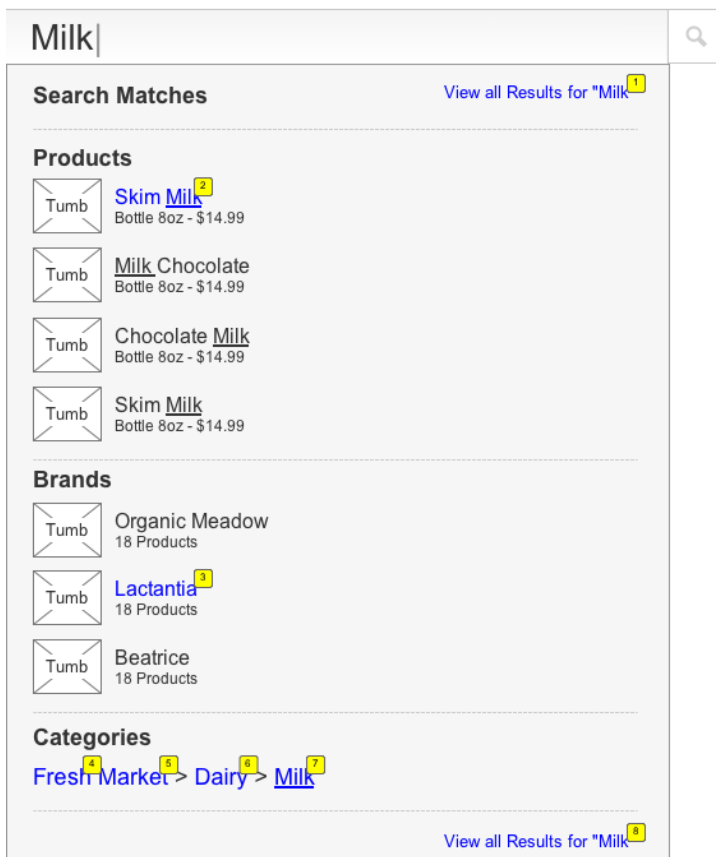 Milk
Search Matches
View all Results for "Milk 1
Products
Tumb
Skim Milk 2
Bottle 8oz - $14.99
Tumb
Milk Chocolate
Bottle 8oz - $14.99
Tumb
Chocolate Milk
Bottle 8oz - $14.99
Tumb
Skim Milk
Bottle 8oz - $14.99
Brands
Tumb
Organic Meadow
18 Products
Tumb
Lactantia 3
18 Products
Tumb
Beatrice
18 Products
Categories
Fresh 4 Market 5 > Dairy 6 > Milk 7
View all Results for "Milk 8